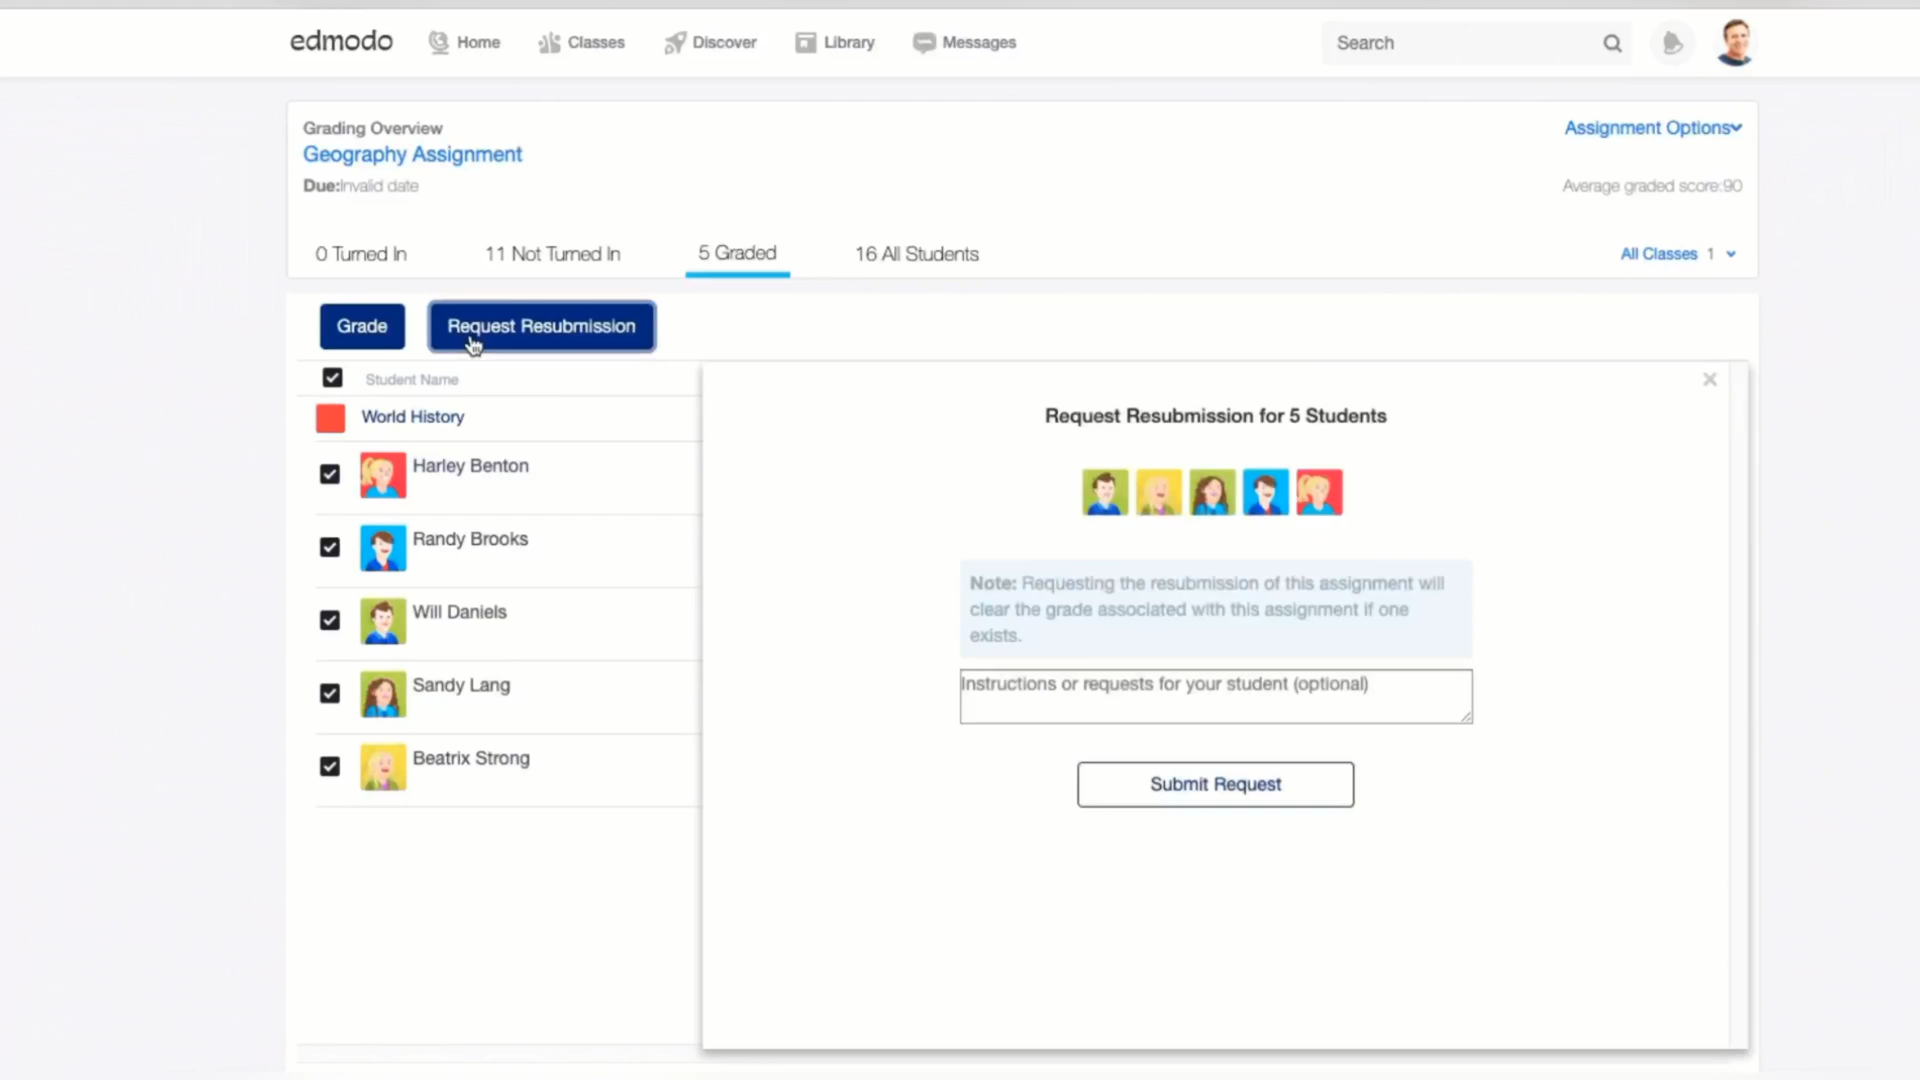 edmodo
Home
Classes
Discover
Library
Messages
Search
Grading Overview
Assignment Options
Geography Assignment
Due:Invalid date
Average graded score:90
0 Turned In
11 Not Turned In
5 Graded
16 All Students
All Classes 1
Grade
Request Resubmission
Student Name
World History
Harley Benton
Randy Brooks
Will Daniels
Sandy Lang
Beatrix Strong
Request Resubmission for 5 Students
Note: Requesting the resubmission of this assignment will
clear the grade associated with this assignment if one
exists.
Instructions or requests for your student (optional)
Submit Request